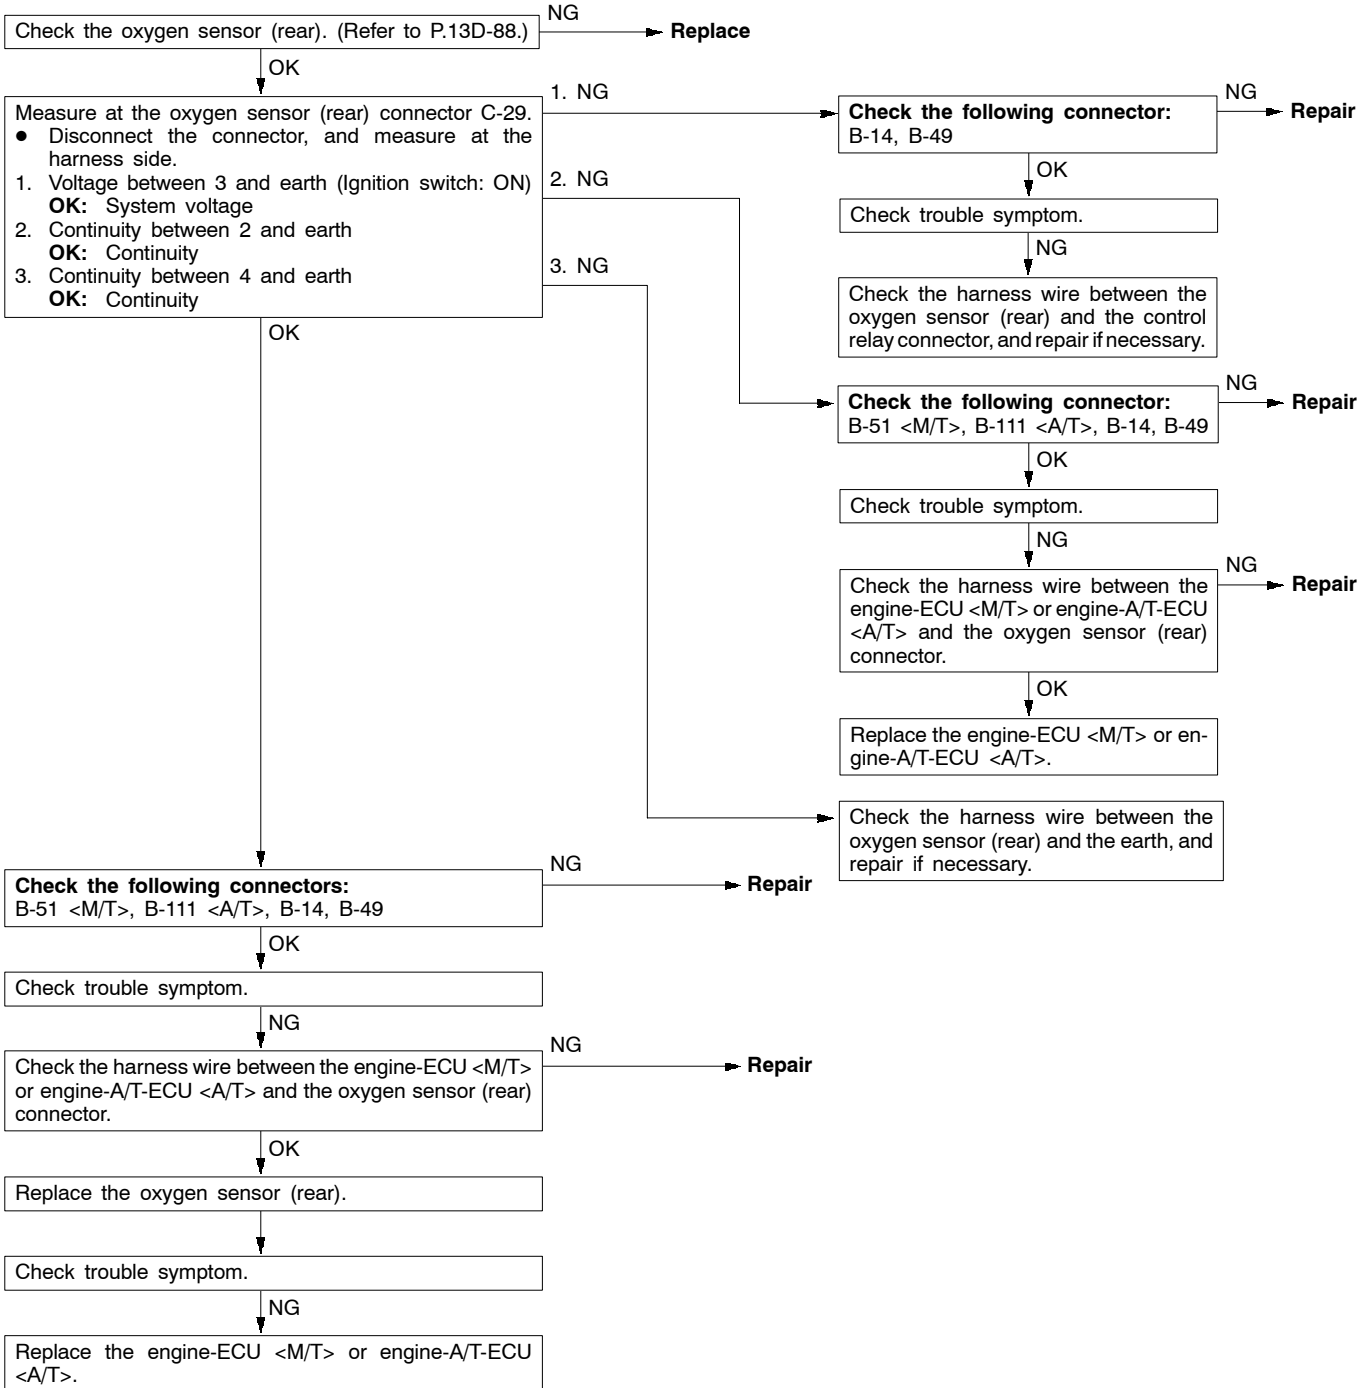 Check the oxygen sensor (rear). (Refer to P.13D-88.)
NG
Replace
OK
Measure at the oxygen sensor (rear) connector C-29.
● Disconnect the connector, and measure at the
harness side.
1. Voltage between 3 and earth (Ignition switch: ON)
OK: System voltage
2. Continuity between 2 and earth
OK: Continuity
3. Continuity between 4 and earth
OK: Continuity
1. NG
Check the following connector:
B-14, B-49
NG
Repair
OK
Check trouble symptom.
NG
Check the harness wire between the
oxygen sensor (rear) and the control
relay connector, and repair if necessary.
2. NG
Check the following connector:
B-51 <M/T>, B-111 <A/T>, B-14, B-49
NG
Repair
OK
Check trouble symptom.
NG
Check the harness wire between the
engine-ECU <M/T> or engine-A/T-ECU
<A/T> and the oxygen sensor (rear)
connector.
NG
Repair
OK
Replace the engine-ECU <M/T> or en-
gine-A/T-ECU <A/T>.
3. NG
Check the harness wire between the
oxygen sensor (rear) and the earth, and
repair if necessary.
OK
Check the following connectors:
B-51 <M/T>, B-111 <A/T>, B-14, B-49
NG
Repair
OK
Check trouble symptom.
NG
Check the harness wire between the engine-ECU <M/T>
or engine-A/T-ECU <A/T> and the oxygen sensor (rear)
connector.
NG
Repair
OK
Replace the oxygen sensor (rear).
Check trouble symptom.
NG
Replace the engine-ECU <M/T> or engine-A/T-ECU
<A/T>.